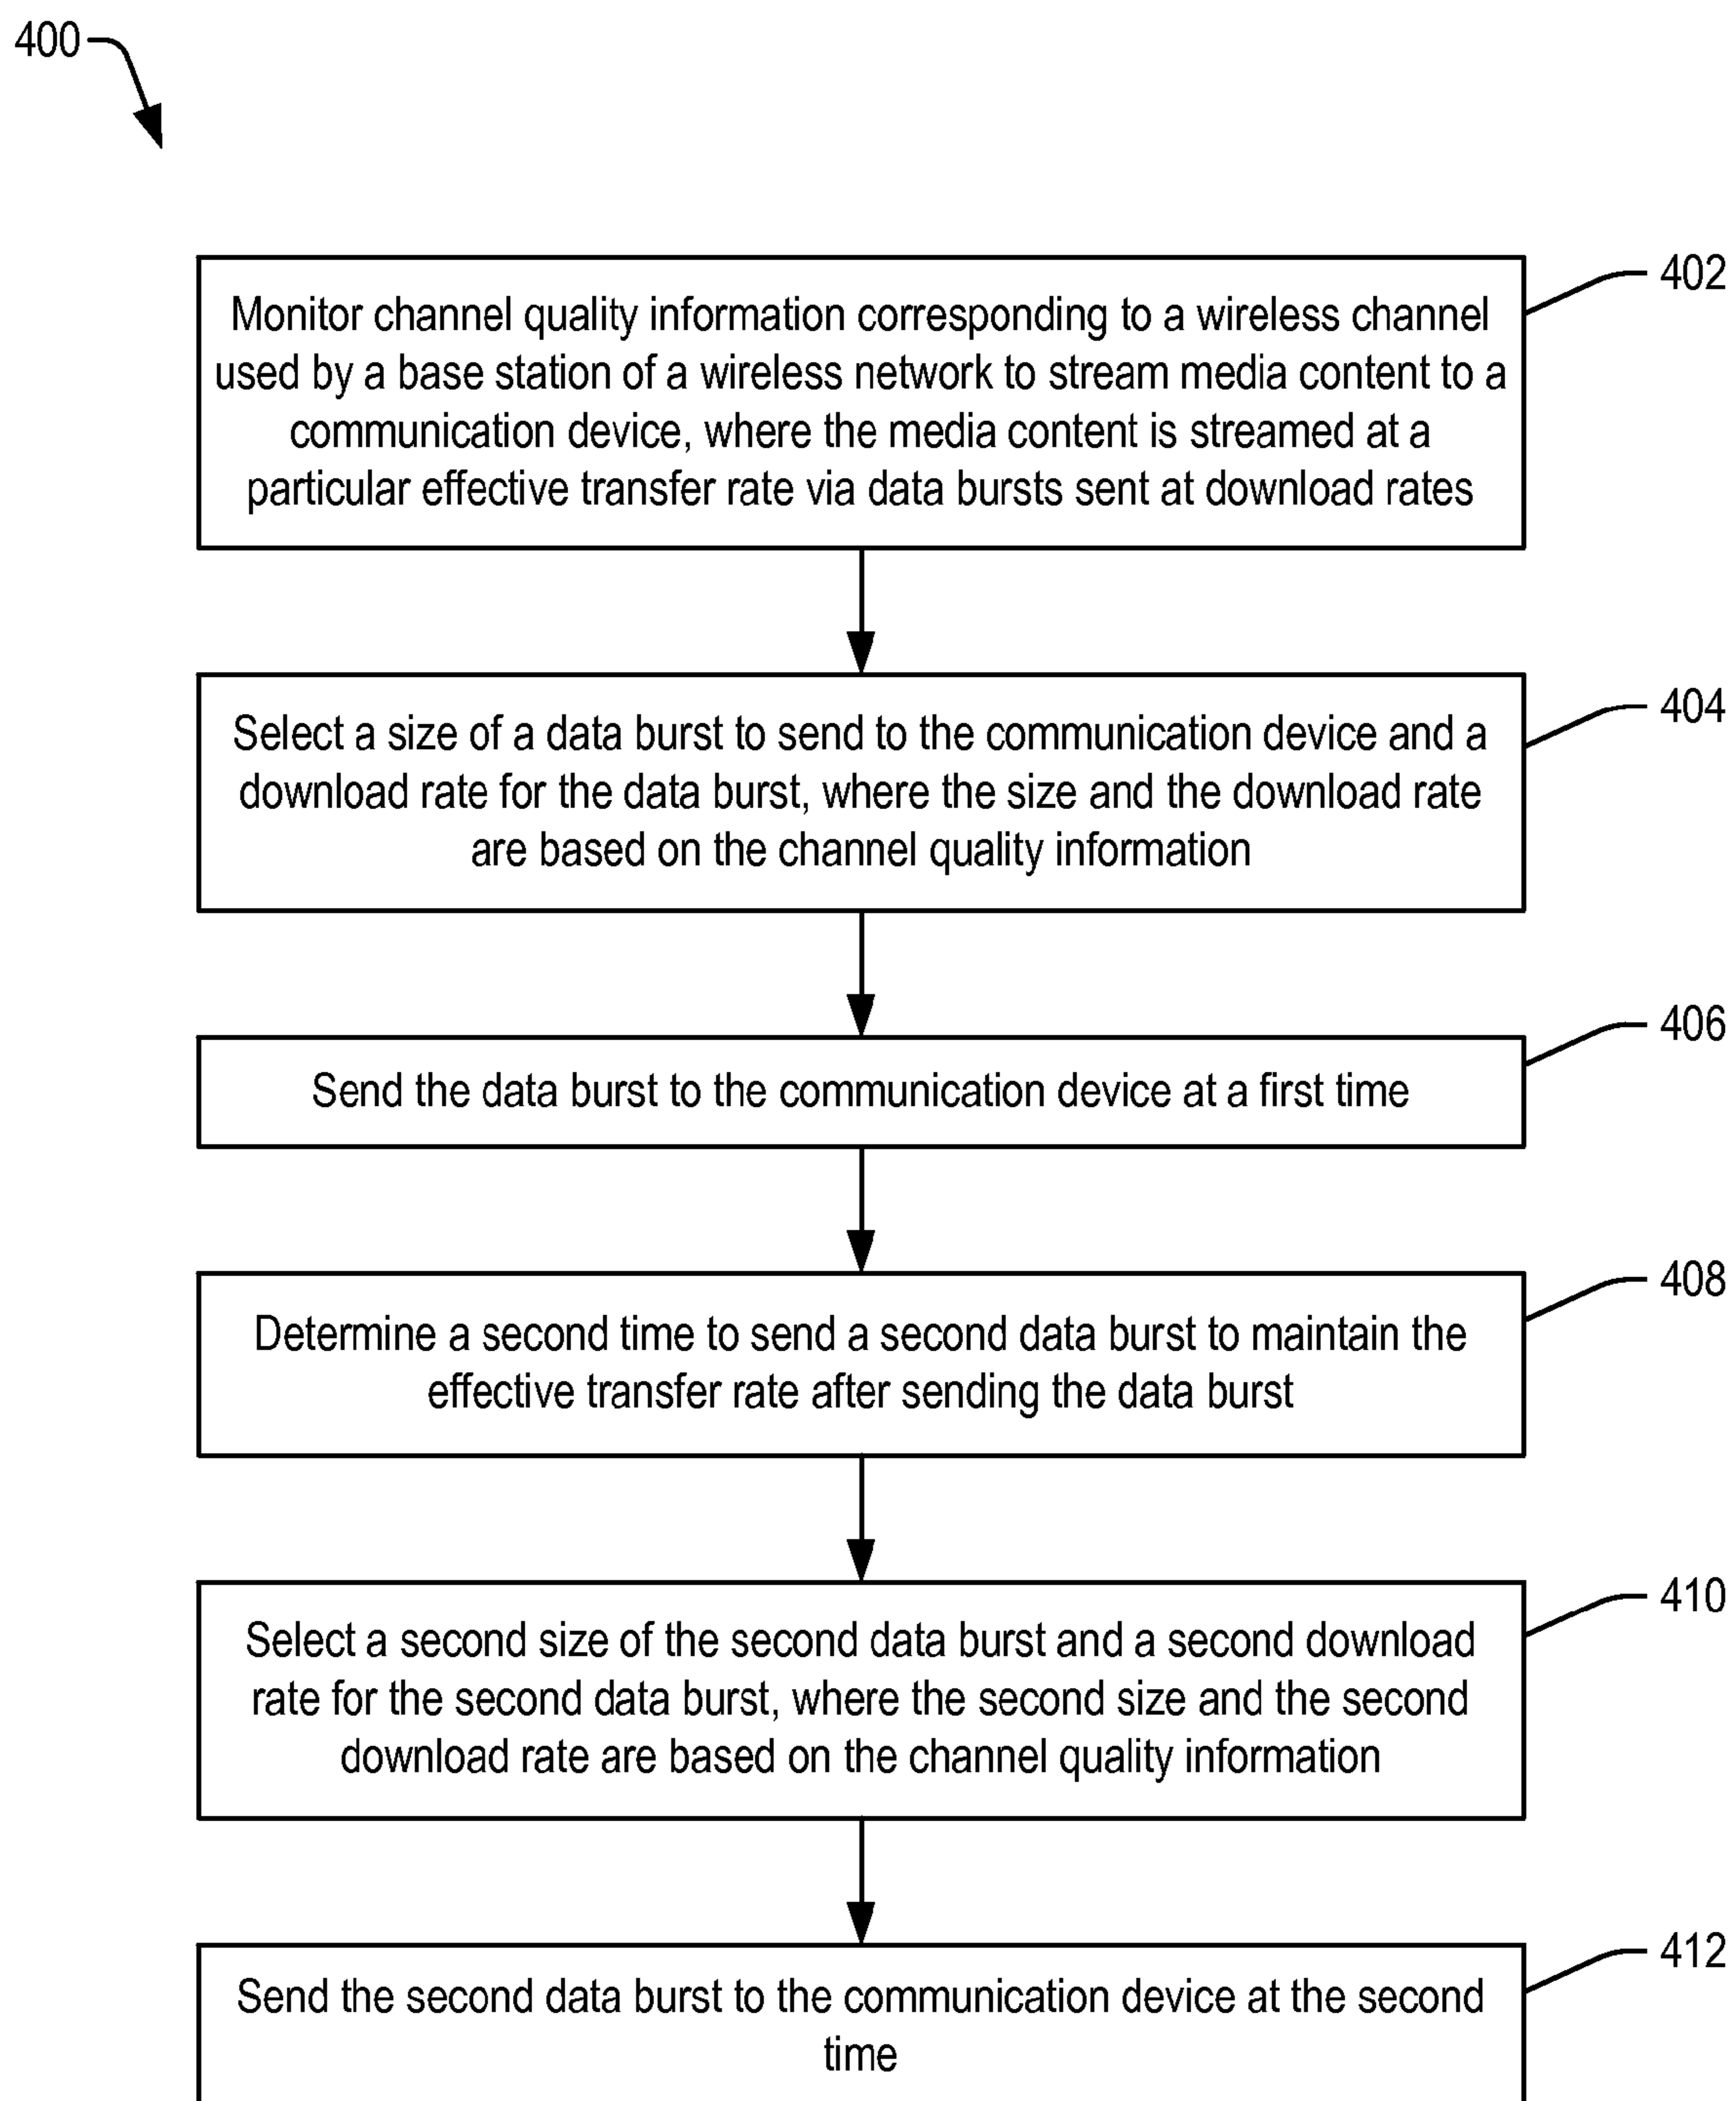 400
402
Monitor channel quality information corresponding to a wireless channel
used by a base station of a wireless network to stream media content to a
communication device, where the media content is streamed at a
particular effective transfer rate via data bursts sent at download rates
404
Select a size of a data burst to send to the communication device and a
download rate for the data burst, where the size and the download rate
are based on the channel quality information
406
Send the data burst to the communication device at a first time
408
Determine a second time to send a second data burst to maintain the
effective transfer rate after sending the data burst
410
Select a second size of the second data burst and a second download
rate for the second data burst, where the second size and the second
download rate are based on the channel quality information
412
Send the second data burst to the communication device at the second
time